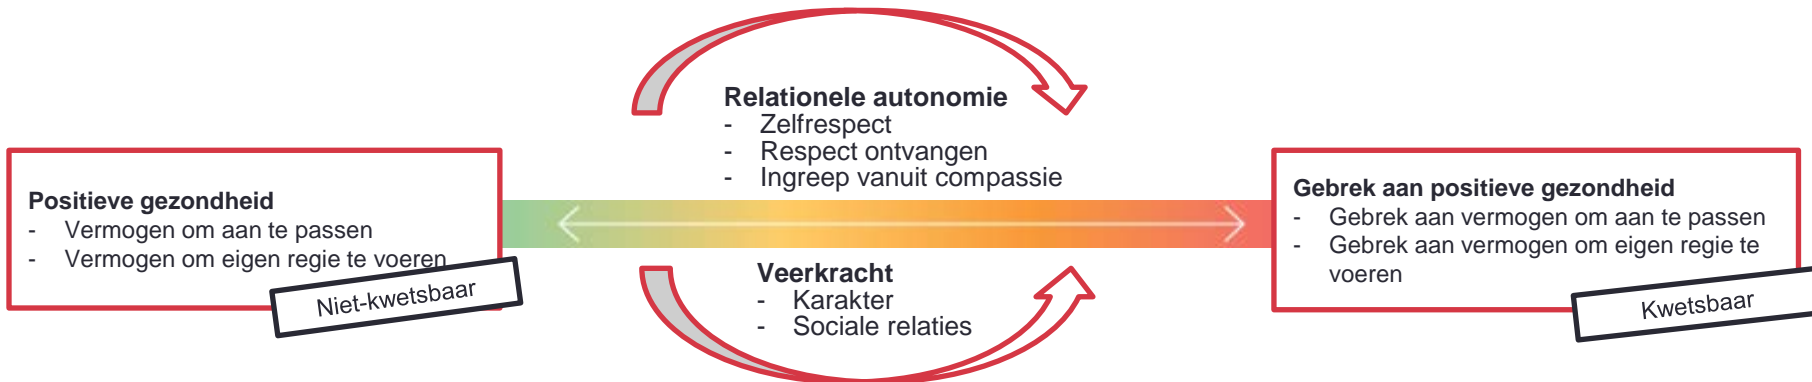 Relationele autonomie
- Zelfrespect
- Respect ontvangen
- Ingreep vanuit compassie
Positieve gezondheid
- Vermogen om aan te passen
- Vermogen om eigen regie te voeren
Niet-kwetsbaar
Veerkracht
- Karakter
- Sociale relaties
Gebrek aan positieve gezondheid
- Gebrek aan vermogen om aan te passen
- Gebrek aan vermogen om eigen regie te
voeren
Kwetsbaar